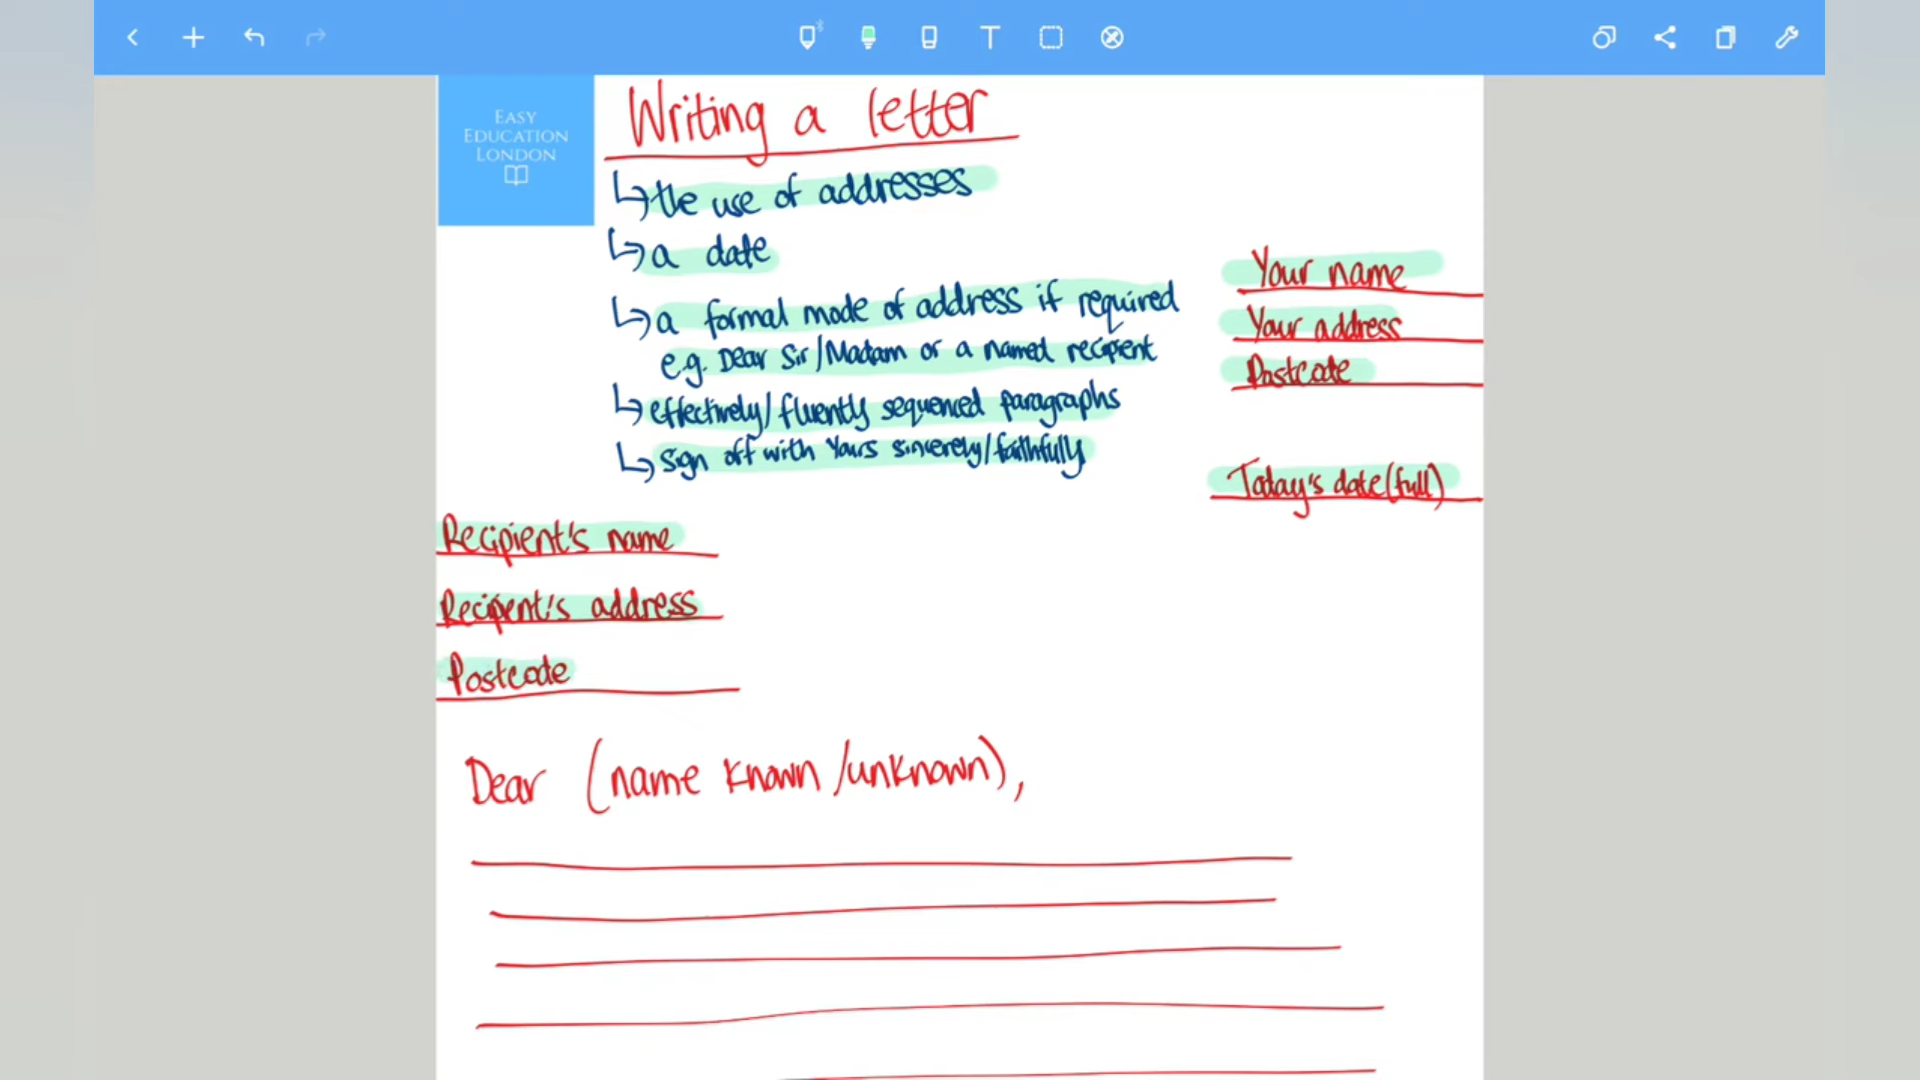 EASY
EDUCATION
LONDON
Writing a letter
the use of addresses
a date
a formal mode of address if required
e.g. Dear Sir/Madam or a named recipient
effectively/fluently sequenced paragraphs
sign off with Yours sincerely/faithfully
Your name
Your address
Postcode
Today's date(full)
Recipient's name
Recipient's address
Postcode
Dear (name known/unknown),